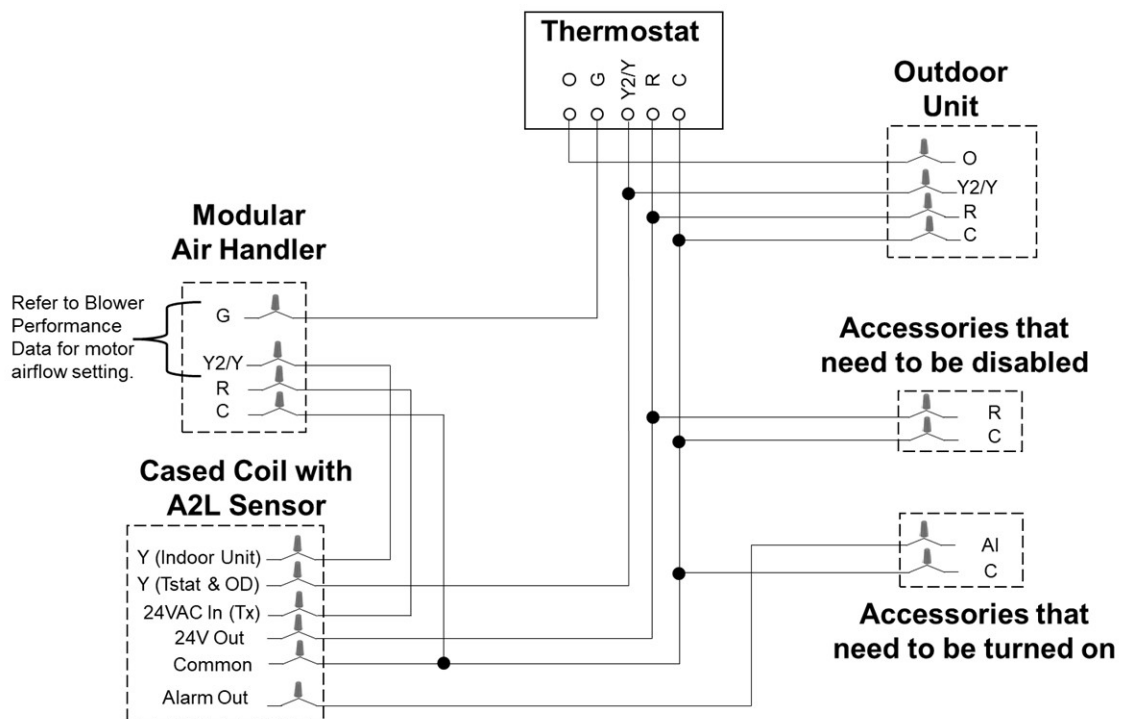 Thermostat
O
G
Y2/Y
R
C
Outdoor
Unit
O
Y2/Y
R
C
Modular
Air Handler
Refer to Blower
Performance
Data for motor
airflow setting.
G
Y2/Y
R
C
Accessories that
need to be disabled
R
C
Cased Coil with
A2L Sensor
Y (Indoor Unit)
Y (Tstat & OD)
24VAC In (Tx)
24V Out
Common
Alarm Out
Al
C
Accessories that
need to be turned on